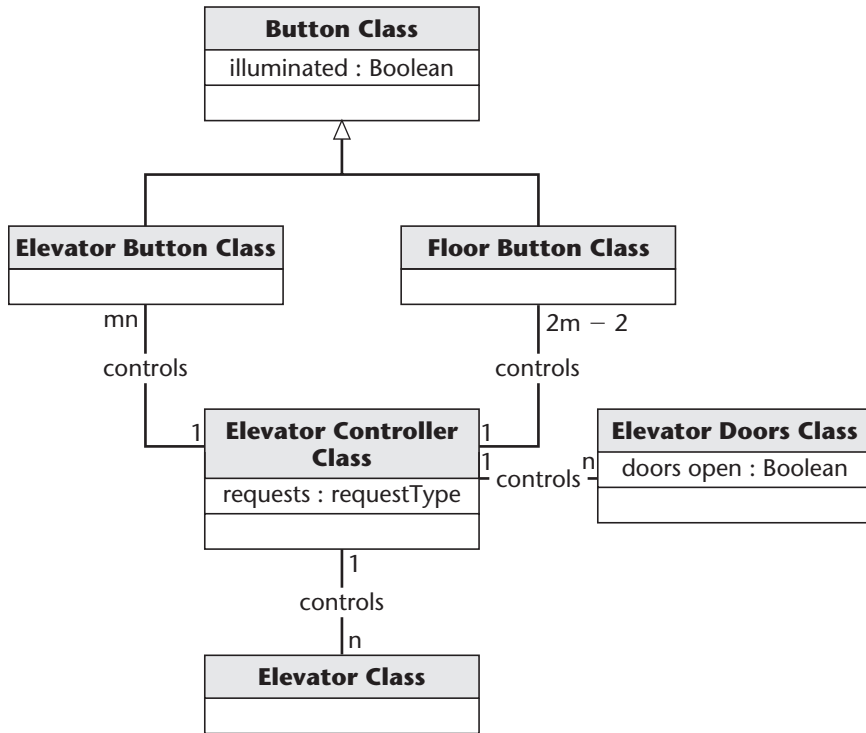 Button Class
illuminated : Boolean
Elevator Button Class
Floor Button Class
mn
2m − 2
controls
controls
1
Elevator Controller
Class
1
1
controls
n
Elevator Doors Class
requests : requestType
doors open : Boolean
1
controls
n
Elevator Class